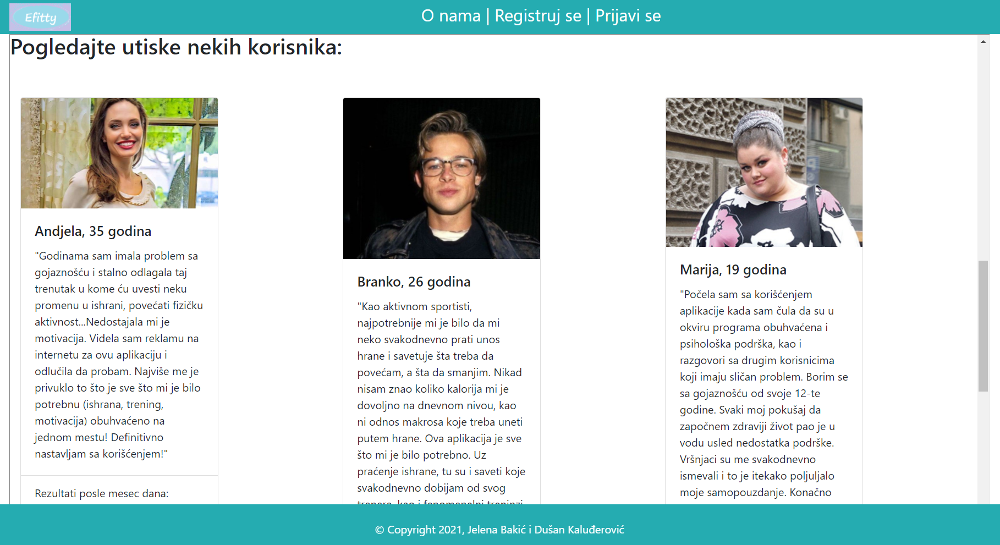 Efitty
O nama | Registruj se | Prijavi se
Pogledajte utiske nekih korisnika:
Andjela, 35 godina
"Godinama sam imala problem sa
gojaznošću i stalno odlagala taj
trenutak u kome ću uvesti neku
promenu u ishrani, povećati fizičku
aktivnost...Nedostajala mi je
motivacija. Videla sam reklamu na
internetu za ovu aplikaciju i
odlučila da probam. Najviše me je
privuklo to što je sve što mi je bilo
potrebnu (ishrana, trening,
motivacija) obuhvaćeno na
jednom mestu! Definitivno
nastavljam sa korišćenjem!"
Rezultati posle mesec dana:
Branko, 26 godina
"Kao aktivnom sportisti,
najpotrebnije mi je bilo da mi
neko svakodnevno prati unos
hrane i savetuje šta treba da
povećam, a šta da smanjim. Nikad
nisam znao koliko kalorija mi je
dovoljno na dnevnom nivou, kao
ni odnos makrosa koje treba uneti
putem hrane. Ova aplikacija je sve
što mi je bilo potrebno. Uz
praćenje ishrane, tu su i saveti koje
svakodnevno dobijam od svog
trenera, kao i fenomenalni treninzi
Marija, 19 godina
"Počela sam sa korišćenjem
aplikacije kada sam čula da su u
okviru programa obuhvaćena i
psihološka podrška, kao i
razgovori sa drugim korisnicima
koji imaju sličan problem. Borim se
sa gojaznošću od svoje 12-te
godine. Svaki moj pokušaj da
započnem zdraviji život pao je u
vodu usled nedostatka podrške.
Vršnjaci su me svakodnevno
ismevali i to je itekako poljuljalo
moje samopouzdanje. Konačno
© Copyright 2021, Jelena Bakić i Dušan Kaluđerović